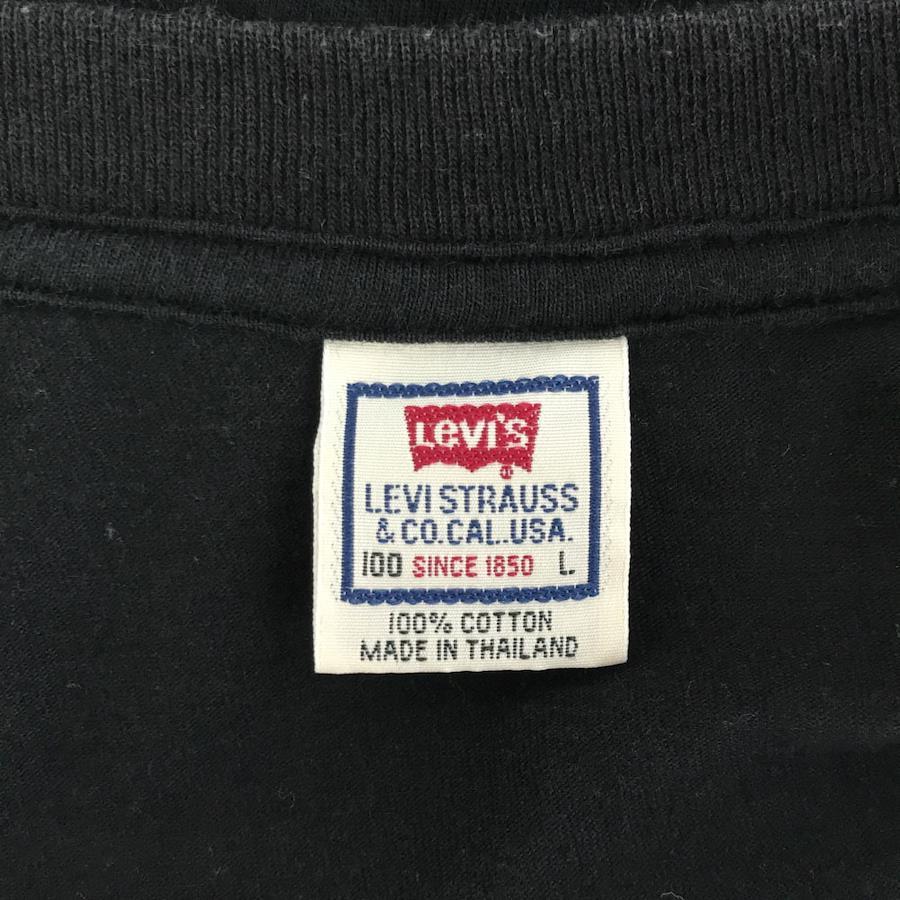 Levi's
®
LEVI STRAUSS
& CO.CAL.USA.
100 SINCE 1850 L.
100% COTTON
MADE IN THAILAND